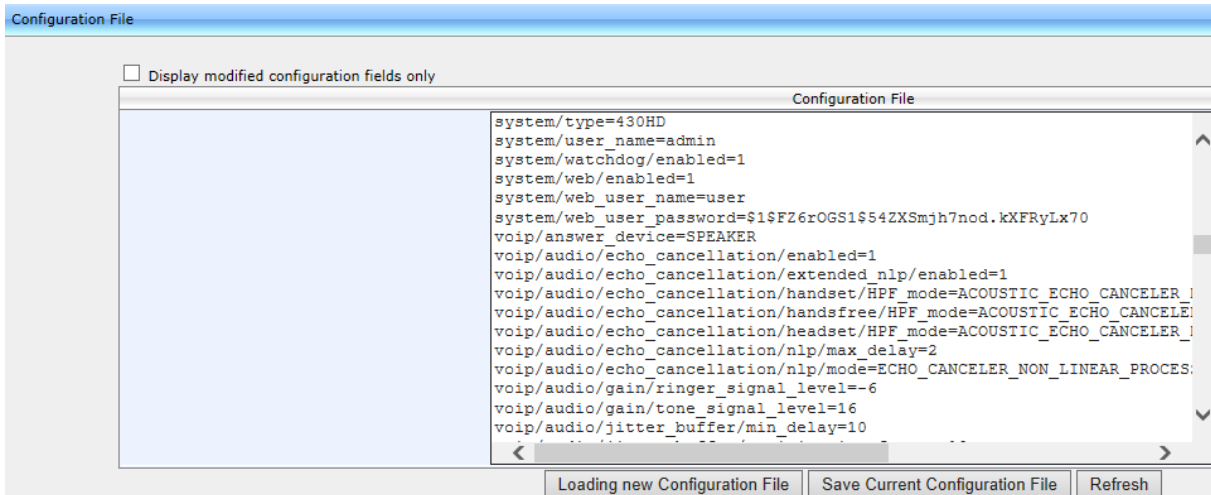 Configuration File
Display modified configuration fields only
Configuration File
system/type=430HD
system/user_name=admin
system/watchdog/enabled=1
system/web/enabled=1
system/web_user_name=user
system/web_user_password=$1$FZ6rOGS1$54ZXSmjh7nod.kXFRyLx70
voip/answer_device=SPEAKER
voip/audio/echo_cancellation/enabled=1
voip/audio/echo_cancellation/extended_nlp/enabled=1
voip/audio/echo_cancellation/handset/HPF_mode=ACOUSTIC_ECHO_CANCELER_
voip/audio/echo_cancellation/handsfree/HPF_mode=ACOUSTIC_ECHO_CANCELE
voip/audio/echo_cancellation/headset/HPF_mode=ACOUSTIC_ECHO_CANCELER_
voip/audio/echo_cancellation/nlp/max_delay=2
voip/audio/echo_cancellation/nlp/mode=ECHO_CANCELER_NON_LINEAR_PROCES
voip/audio/gain/ringer_signal_level=-6
voip/audio/gain/tone_signal_level=16
voip/audio/jitter_buffer/min_delay=10
Loading new Configuration File Save Current Configuration File Refresh